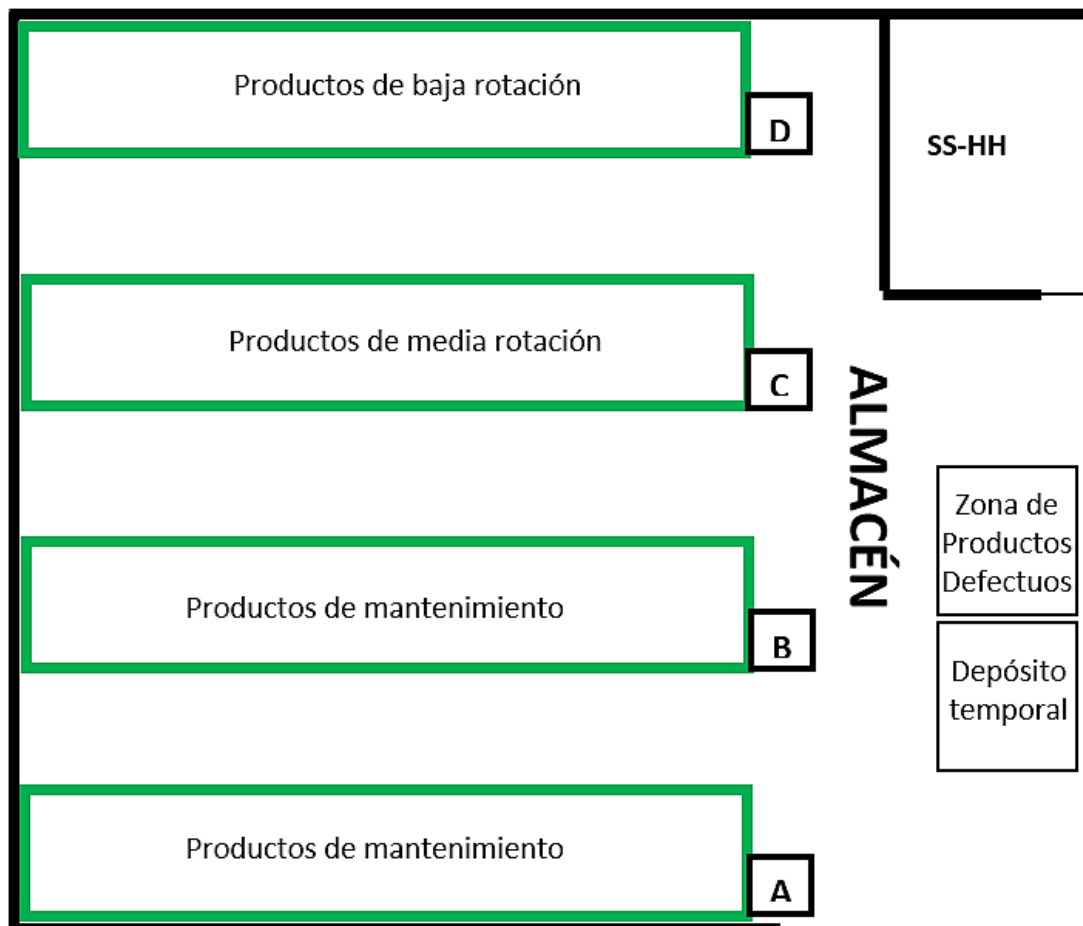 Productos de baja rotación
D
SS-HH
Productos de media rotación
C
ALMACÉN
Zona de
Productos
Defectuos
Productos de mantenimiento
B
Depósito
temporal
Productos de mantenimiento
A